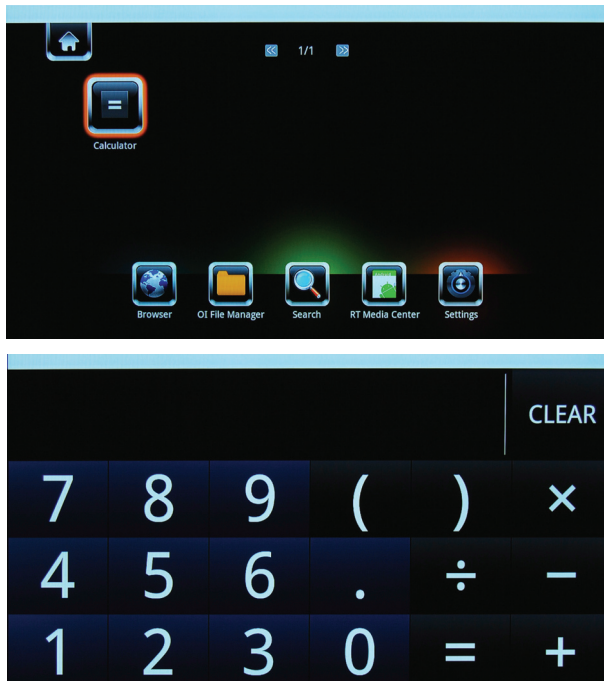 1/1
=
Calculator
Browser OI File Manager Search RT Media Center Settings
CLEAR
7 8 9 ( ) ×
4 5 6 . ÷ −
1 2 3 0 = +